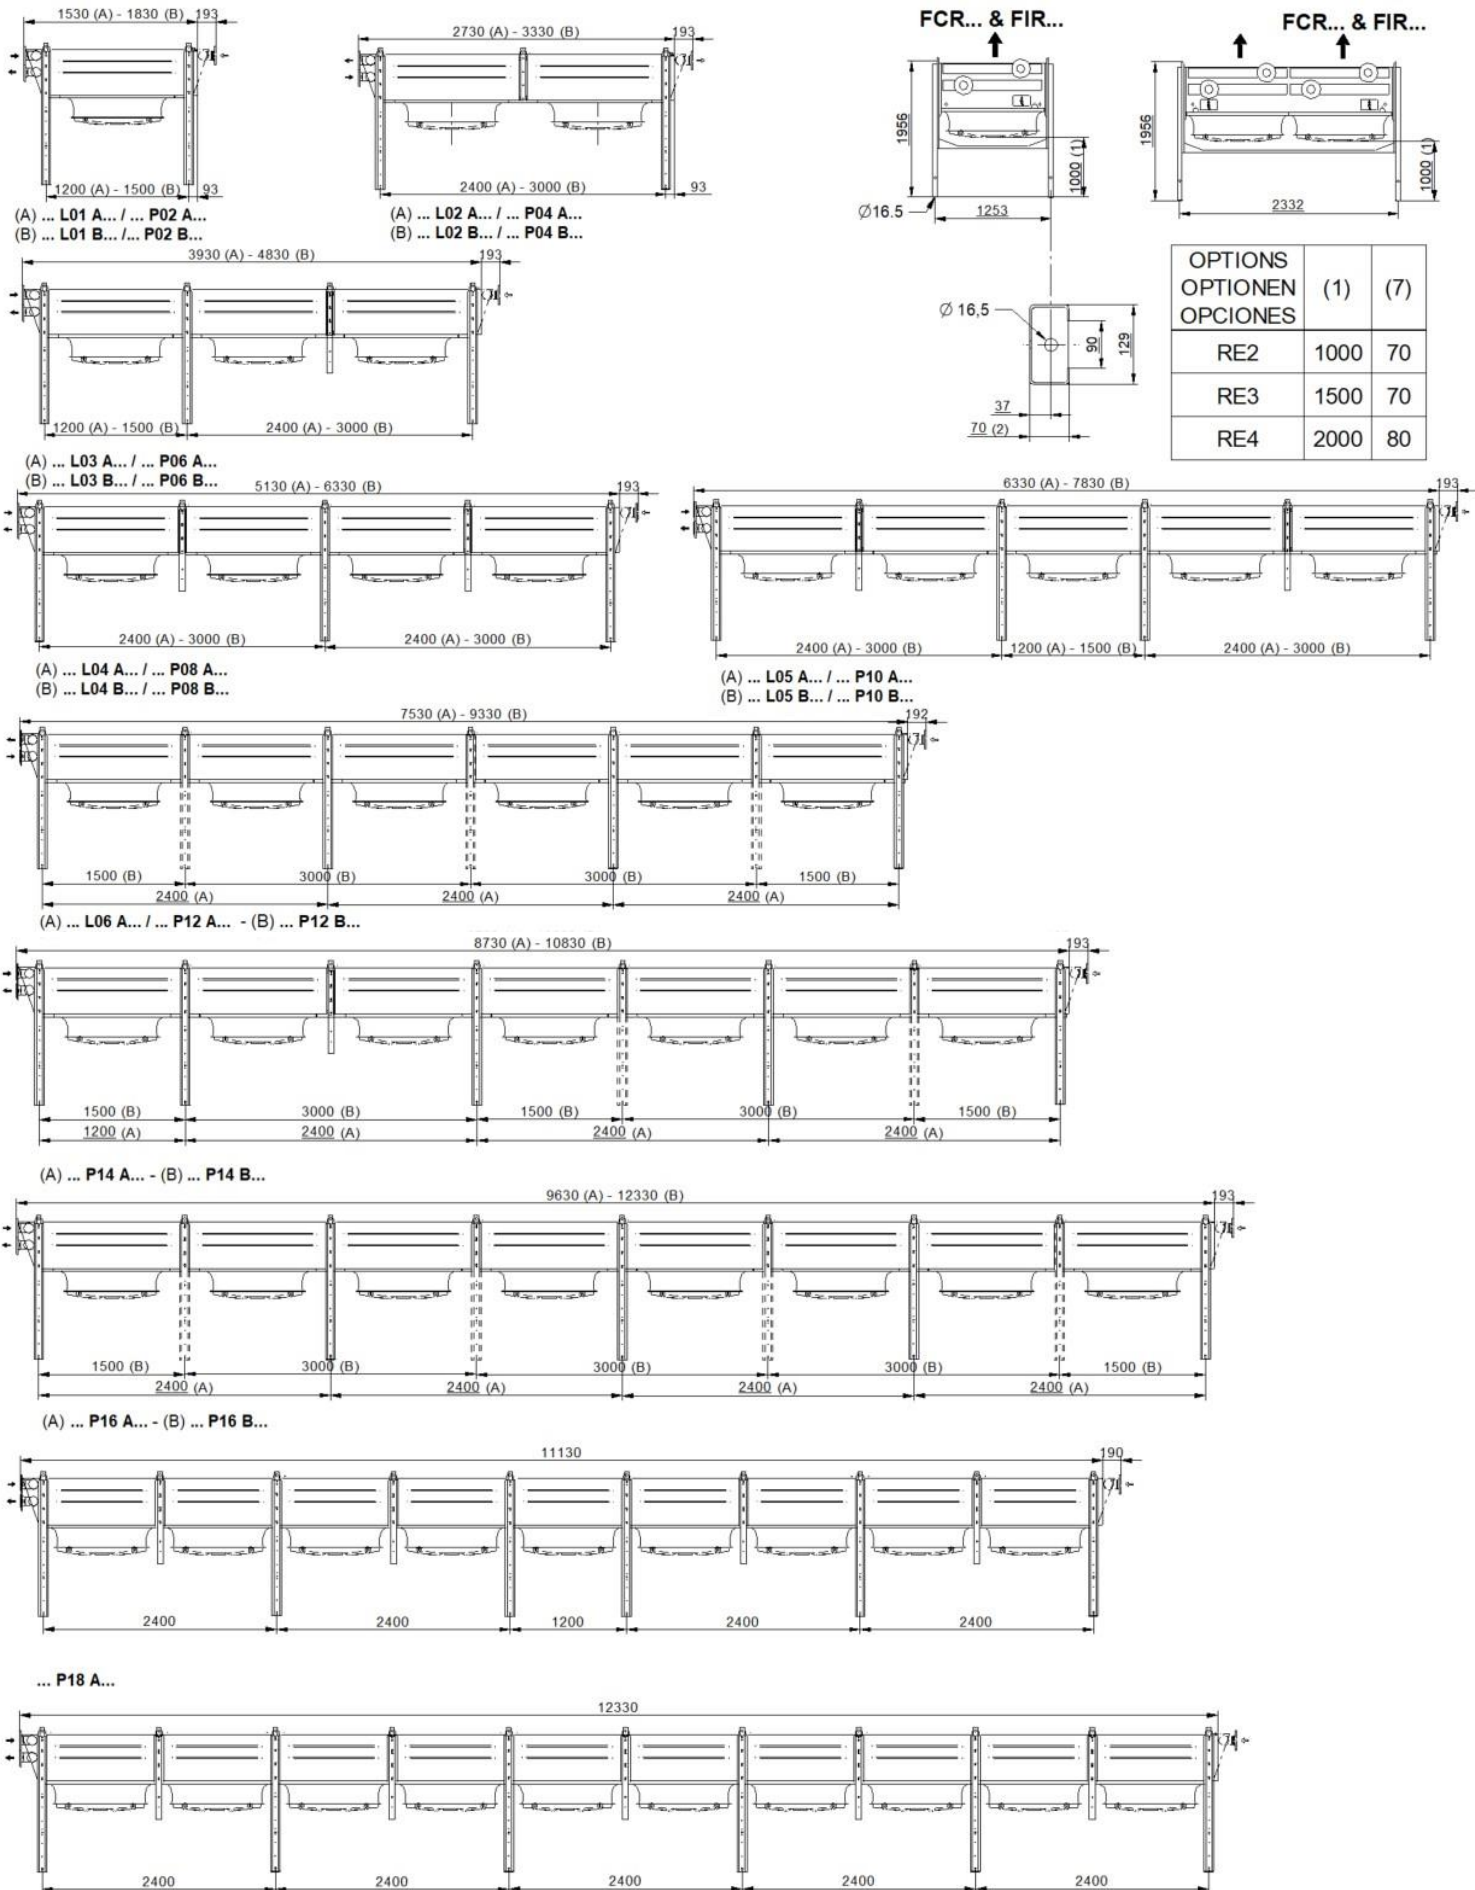 1530 (A) - 1830 (B) 193
1200 (A) - 1500 (B) 93
(A) ... L01 A... / ... P02 A...
(B) ... L01 B... /... P02 B...
2730 (A) - 3330 (B) 193
2400 (A) - 3000 (B) 93
(A) ... L02 A... / ... P04 A...
(B) ... L02 B... / ... P04 B...
FCR... & FIR...
1956
1000 (1)
Ø16.5
1253
FCR... & FIR...
1956
1000 (1)
2332
Ø 16,5
90
129
37
70 (2)
OPTIONS
OPTIONEN
OPCIONES
(1) (7)
RE2 1000 70
RE3 1500 70
RE4 2000 80
3930 (A) - 4830 (B) 193
1200 (A) - 1500 (B) 2400 (A) - 3000 (B)
(A) ... L03 A... / ... P06 A...
(B) ... L03 B... / ... P06 B...
5130 (A) - 6330 (B) 193
2400 (A) - 3000 (B) 2400 (A) - 3000 (B)
(A) ... L04 A... / ... P08 A...
(B) ... L04 B... / ... P08 B...
6330 (A) - 7830 (B) 193
2400 (A) - 3000 (B) 1200 (A) - 1500 (B) 2400 (A) - 3000 (B)
(A) ... L05 A... / ... P10 A...
(B) ... L05 B... / ... P10 B...
7530 (A) - 9330 (B) 192
1500 (B) 3000 (B) 3000 (B) 1500 (B)
2400 (A) 2400 (A) 2400 (A)
(A) ... L06 A... / ... P12 A... - (B) ... P12 B...
8730 (A) - 10830 (B) 193
1500 (B) 3000 (B) 1500 (B) 3000 (B) 1500 (B)
1200 (A) 2400 (A) 2400 (A) 2400 (A)
(A) ... P14 A... - (B) ... P14 B...
9630 (A) - 12330 (B) 193
1500 (B) 3000 (B) 3000 (B) 3000 (B) 1500 (B)
2400 (A) 2400 (A) 2400 (A) 2400 (A)
(A) ... P16 A... - (B) ... P16 B...
11130 190
2400 2400 1200 2400 2400
... P18 A...
12330
2400 2400 2400 2400 2400